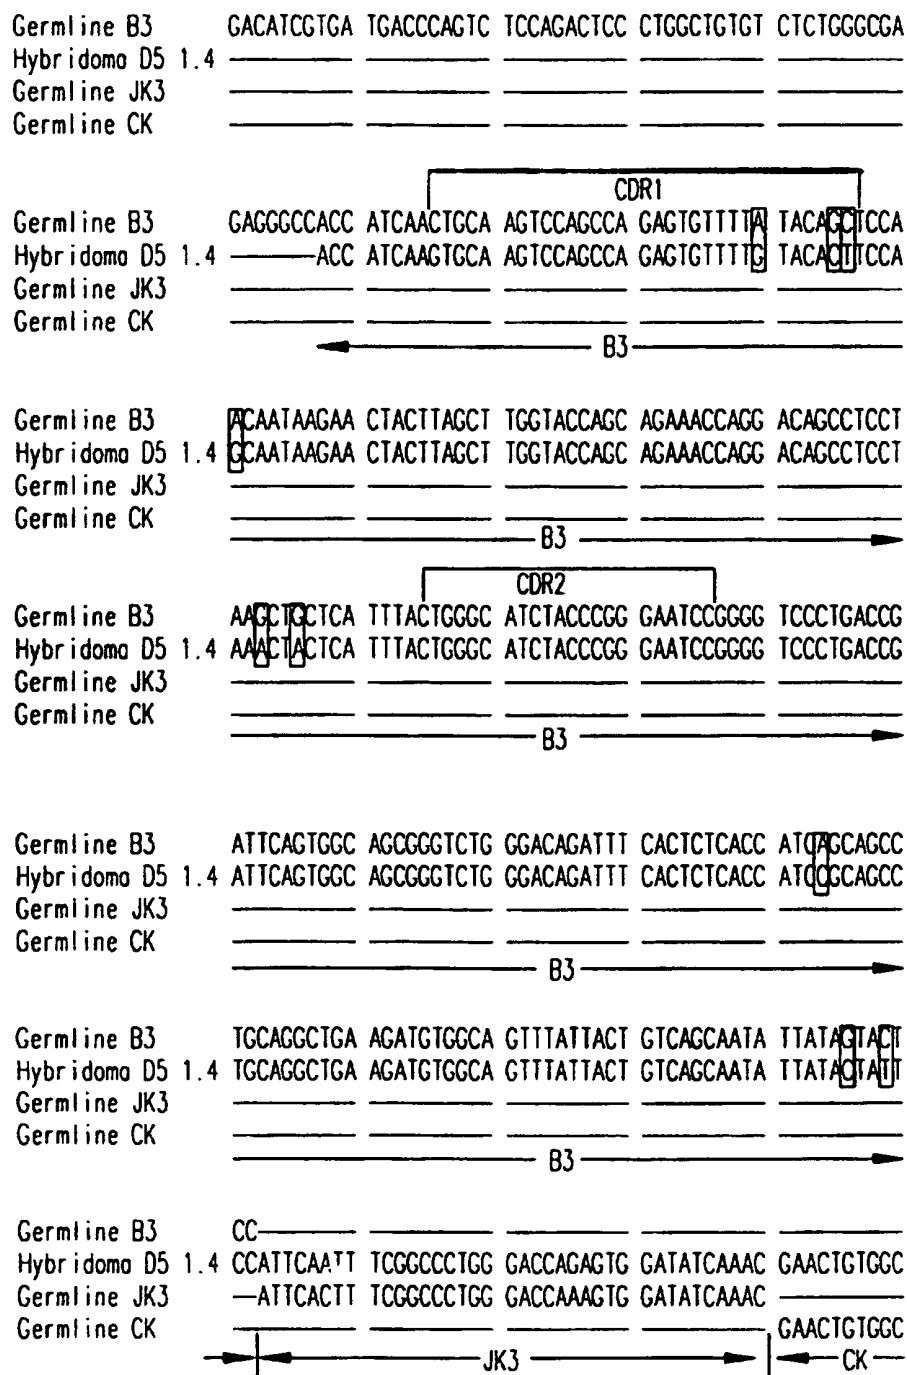 Germline B3 GACATCGTGA TGACCCAGTC TCCAGACTCC CTGGCTGTGT CTCTGGGCGA
Hybridoma D5 1.4
Germline JK3
Germline CK
CDR1
Germline B3 GAGGGCCACC ATCAACTGCA AGTCCAGCCA GAGTGTTTTA TACAGCTCCA
Hybridoma D5 1.4 ACC ATCAAGTGCA AGTCCAGCCA GAGTGTTTTG TACACTTCCA
Germline JK3
Germline CK
B3
Germline B3 ACAATAAGAA CTACTTAGCT TGGTACCAGC AGAAACCAGG ACAGCCTCCT
Hybridoma D5 1.4 GCAATAAGAA CTACTTAGCT TGGTACCAGC AGAAACCAGG ACAGCCTCCT
Germline JK3
Germline CK
B3
CDR2
Germline B3 AAGCTGCTCA TTTACTGGGC ATCTACCCGG GAATCCGGGG TCCCTGACCG
Hybridoma D5 1.4 AAACTACTCA TTTACTGGGC ATCTACCCGG GAATCCGGGG TCCCTGACCG
Germline JK3
Germline CK
B3
Germline B3 ATTCAGTGGC AGCGGGTCTG GGACAGATTT CACTCTCACC ATCAGCAGCC
Hybridoma D5 1.4 ATTCAGTGGC AGCGGGTCTG GGACAGATTT CACTCTCACC ATCCGCAGCC
Germline JK3
Germline CK
B3
Germline B3 TGCAGGCTGA AGATGTGGCA GTTTATTACT GTCAGCAATA TTATAGTACT
Hybridoma D5 1.4 TGCAGGCTGA AGATGTGGCA GTTTATTACT GTCAGCAATA TTATACTATT
Germline JK3
Germline CK
B3
Germline B3 CC
Hybridoma D5 1.4 CCATTCAATT TCGGCCCTGG GACCAGAGTG GATATCAAAC GAACTGTGGC
Germline JK3 ATTCACTT TCGGCCCTGG GACCAAAGTG GATATCAAAC
Germline CK GAACTGTGGC
JK3 CK